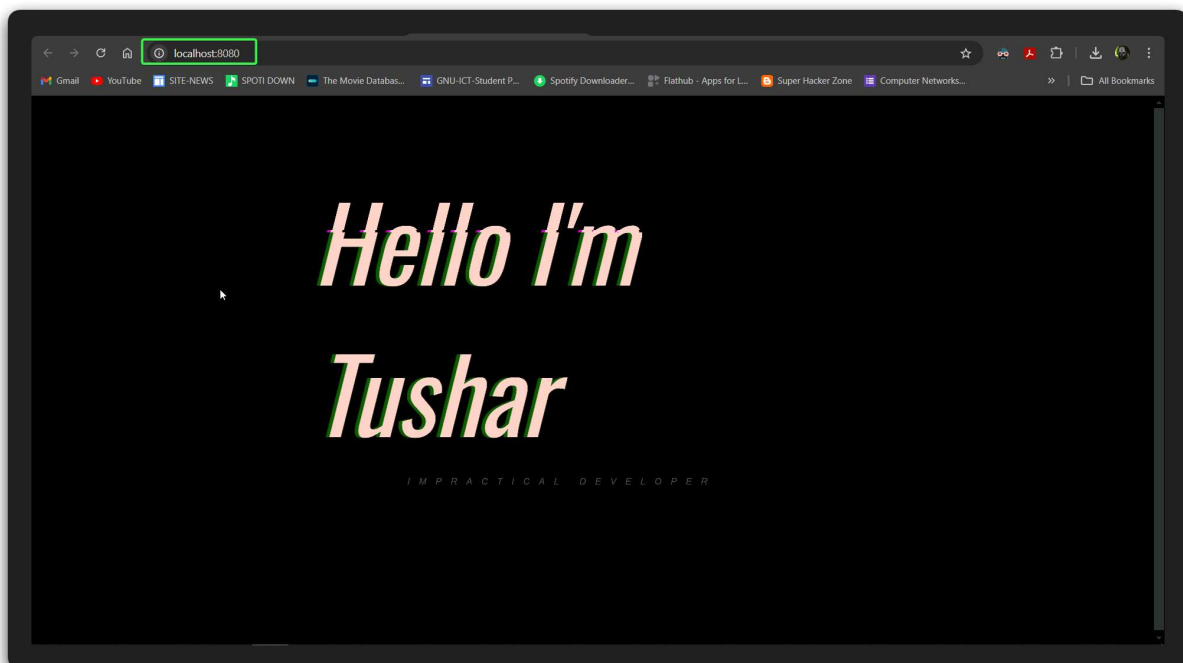 localhost:8080
Gmail YouTube SITE-NEWS SPOTI DOWN The Movie Databas... GNU-ICT-Student P... Spotify Downloader... Flathub - Apps for L... Super Hacker Zone Computer Networks... » All Bookmarks
Hello I'm
Tushar
IMPRACTICAL DEVELOPER